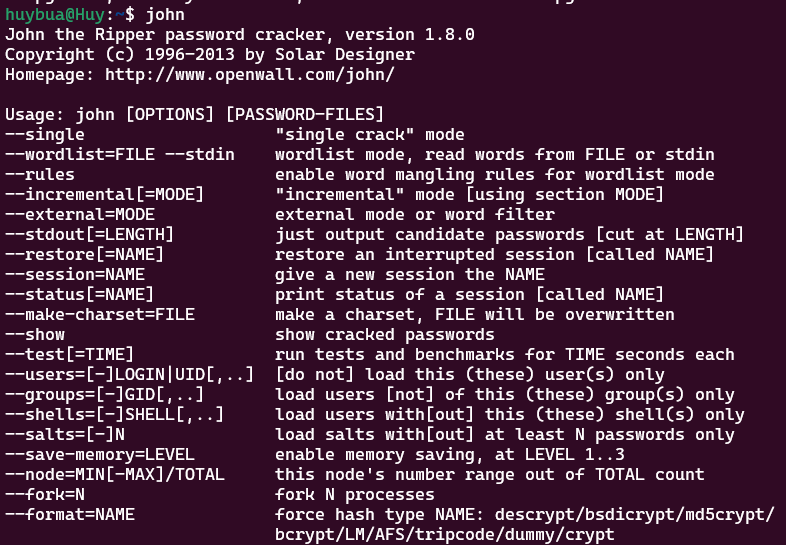 huybua@Huy:~$ john
John the Ripper password cracker, version 1.8.0
Copyright (c) 1996-2013 by Solar Designer
Homepage: http://www.openwall.com/john/

Usage: john [OPTIONS] [PASSWORD-FILES]
--single                   "single crack" mode
--wordlist=FILE --stdin    wordlist mode, read words from FILE or stdin
--rules                    enable word mangling rules for wordlist mode
--incremental[=MODE]       "incremental" mode [using section MODE]
--external=MODE            external mode or word filter
--stdout[=LENGTH]          just output candidate passwords [cut at LENGTH]
--restore[=NAME]           restore an interrupted session [called NAME]
--session=NAME             give a new session the NAME
--status[=NAME]            print status of a session [called NAME]
--make-charset=FILE        make a charset, FILE will be overwritten
--show                     show cracked passwords
--test[=TIME]              run tests and benchmarks for TIME seconds each
--users=[-]LOGIN|UID[,..]  [do not] load this (these) user(s) only
--groups=[-]GID[,..]       load users [not] of this (these) group(s) only
--shells=[-]SHELL[,..]     load users with[out] this (these) shell(s) only
--salts=[-]N               load salts with[out] at least N passwords only
--save-memory=LEVEL        enable memory saving, at LEVEL 1..3
--node=MIN[-MAX]/TOTAL     this node's number range out of TOTAL count
--fork=N                   fork N processes
--format=NAME              force hash type NAME: descrypt/bsdicrypt/md5crypt/
                           bcrypt/LM/AFS/tripcode/dummy/crypt